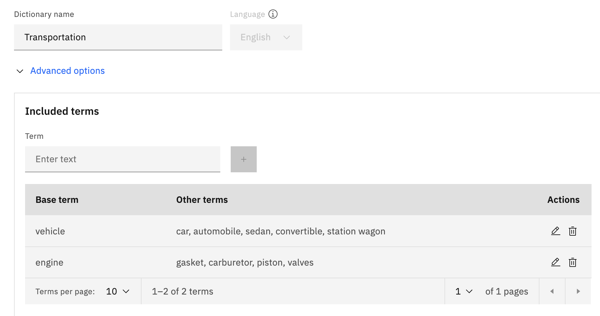 Dictionary name Language
Transportation English
Advanced options
Included terms
Term
Enter text +
Base term Other terms Actions
vehicle car, automobile, sedan, convertible, station wagon
engine gasket, carburetor, piston, valves
Terms per page: 10 1–2 of 2 terms 1 of 1 pages